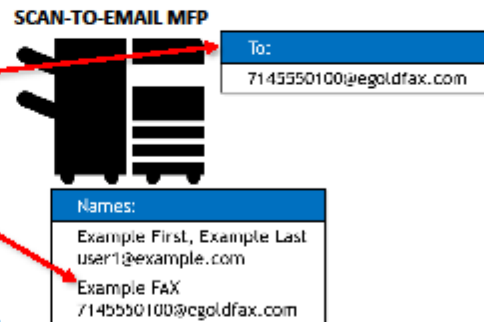 SCAN-TO-EMAIL MFP
To:
7145550100@egoldfax.com
Names:
Example First, Example Last
user1@example.com
Example FAX
7145550100@egoldfax.com